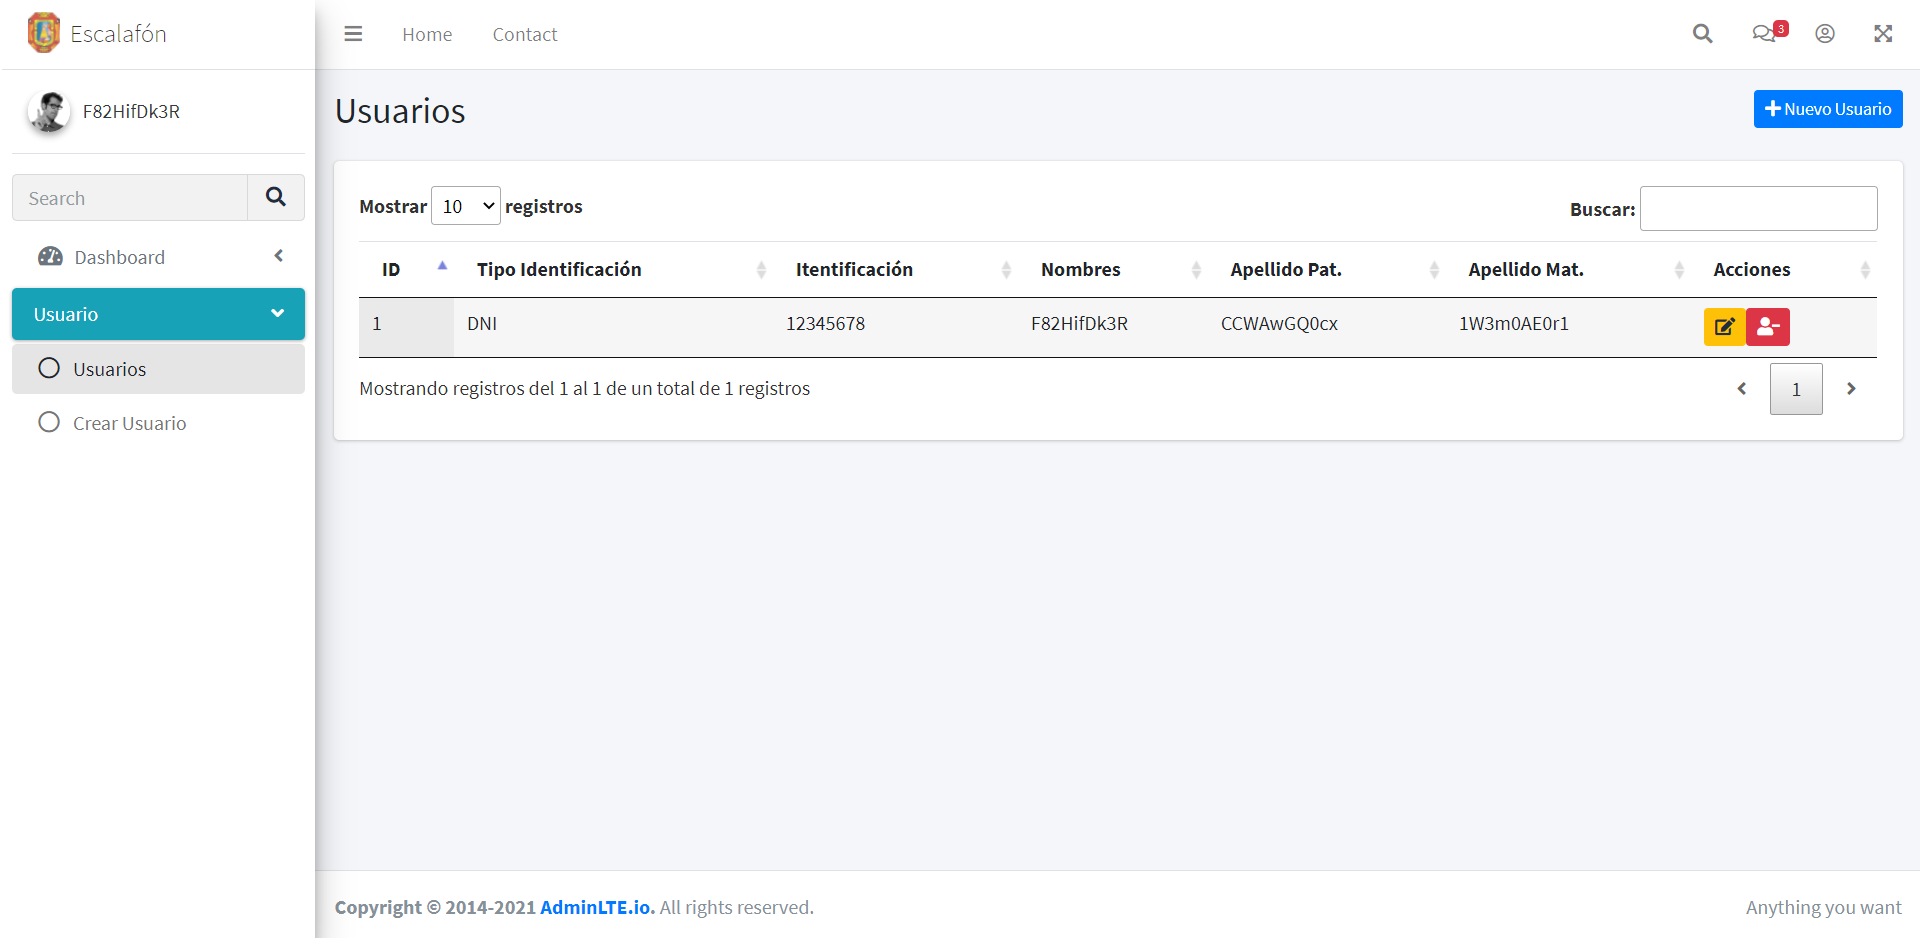 Escalafón
Home
Contact
3
F82HifDk3R
Usuarios
Nuevo Usuario
Search
Dashboard
Usuario
Usuarios
Crear Usuario
Mostrar 10 registros
Buscar:
ID Tipo Identificación Itentificación Nombres Apellido Pat. Apellido Mat. Acciones
1 DNI 12345678 F82HifDk3R CCWAwGQ0cx 1W3m0AE0r1
Mostrando registros del 1 al 1 de un total de 1 registros
1
Copyright © 2014-2021 AdminLTE.io. All rights reserved.
Anything you want